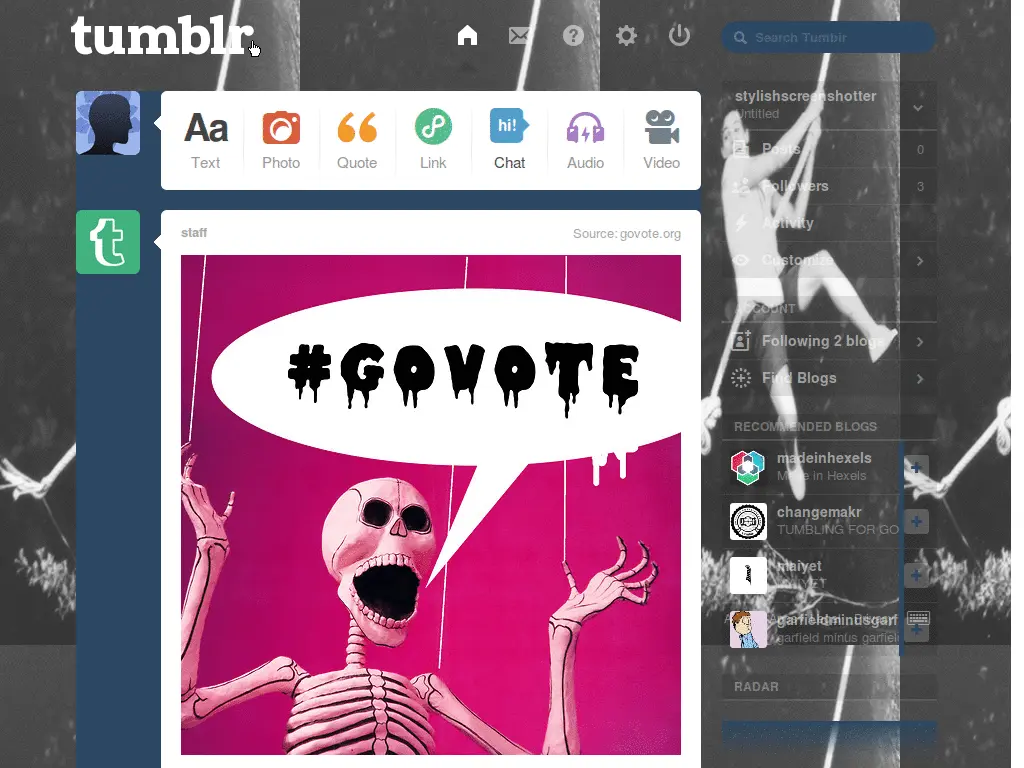 tumblr.
Search Tumblr
Aa
hi!
Text
Photo
Quote
Link
Chat
Audio
Video
staff
Source: govote.org
#GOVOTE
stylishscreenshotter
Untitled
Posts 0
Followers 3
Activity
Customize
ACCOUNT
Following 2 blogs
Find Blogs
RECOMMENDED BLOGS
madeinhexels
Made in Hexels
changemakr
TUMBLING FOR GO
maiyet
garfieldminusgarf
garfield minus garfiel
RADAR